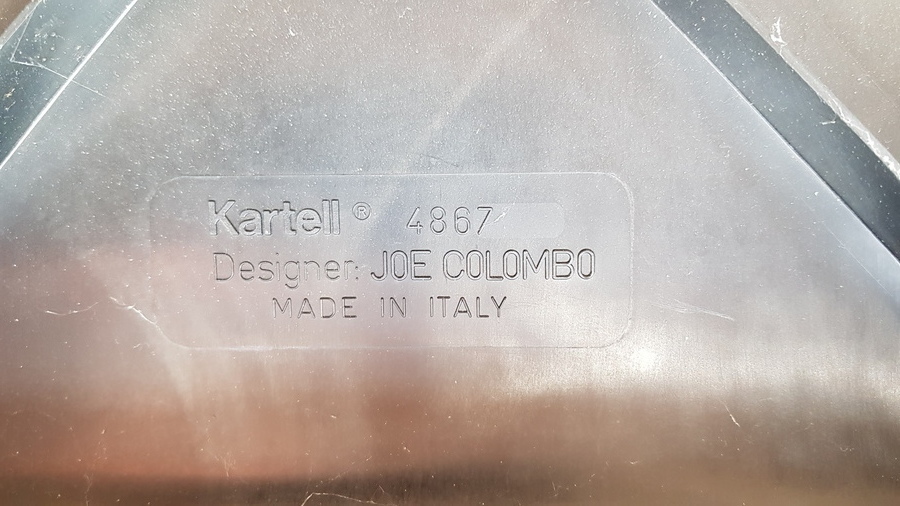 Kartell® 4867
Designer: JOE COLOMBO
MADE IN ITALY